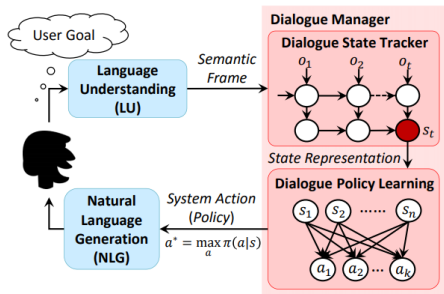 User Goal
Language
Understanding
(LU)
Semantic
Frame
Dialogue Manager
Dialogue State Tracker
o₁ o₂ oₜ
sₜ
State Representation
Dialogue Policy Learning
s₁ s₂ ...... sₙ
a₁ a₂ ... aₖ
System Action
(Policy)
a* = max π(a|s)
a
Natural
Language
Generation
(NLG)